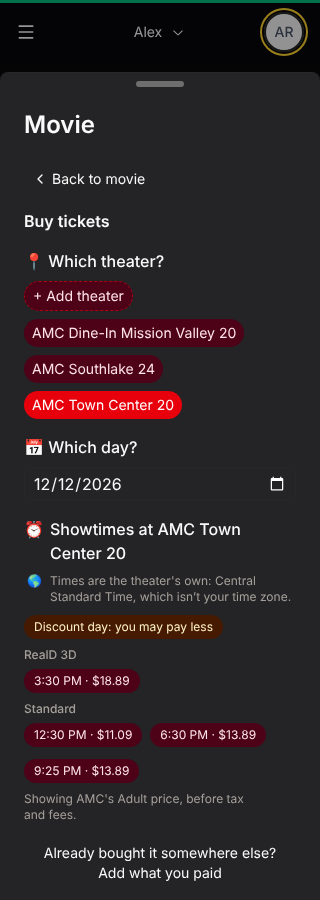 Alex
AR
Movie
Back to movie
Buy tickets
📍 Which theater?
+ Add theater
AMC Dine-In Mission Valley 20
AMC Southlake 24
AMC Town Center 20
📅 Which day?
12/12/2026
⏰ Showtimes at AMC Town
Center 20
🌎 Times are the theater's own: Central
Standard Time, which isn't your time zone.
Discount day: you may pay less
RealD 3D
3:30 PM · $18.89
Standard
12:30 PM · $11.09 6:30 PM · $13.89
9:25 PM · $13.89
Showing AMC's Adult price, before tax
and fees.
Already bought it somewhere else?
Add what you paid